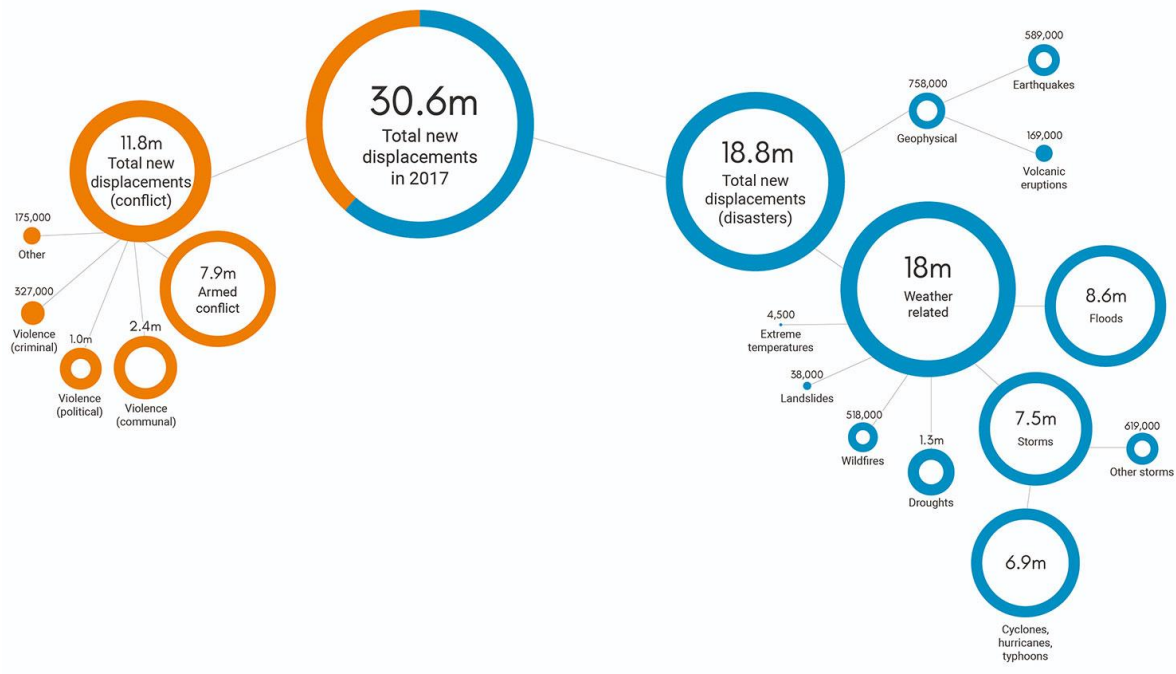 30.6m
Total new
displacements
in 2017
11.8m
Total new
displacements
(conflict)
175,000
Other
327,000
Violence
(criminal)
1.0m
Violence
(political)
2.4m
Violence
(communal)
7.9m
Armed
conflict
18.8m
Total new
displacements
(disasters)
758,000
Geophysical
589,000
Earthquakes
169,000
Volcanic
eruptions
18m
Weather
related
8.6m
Floods
4,500
Extreme
temperatures
38,000
Landslides
518,000
Wildfires
1.3m
Droughts
7.5m
Storms
619,000
Other storms
6.9m
Cyclones,
hurricanes,
typhoons